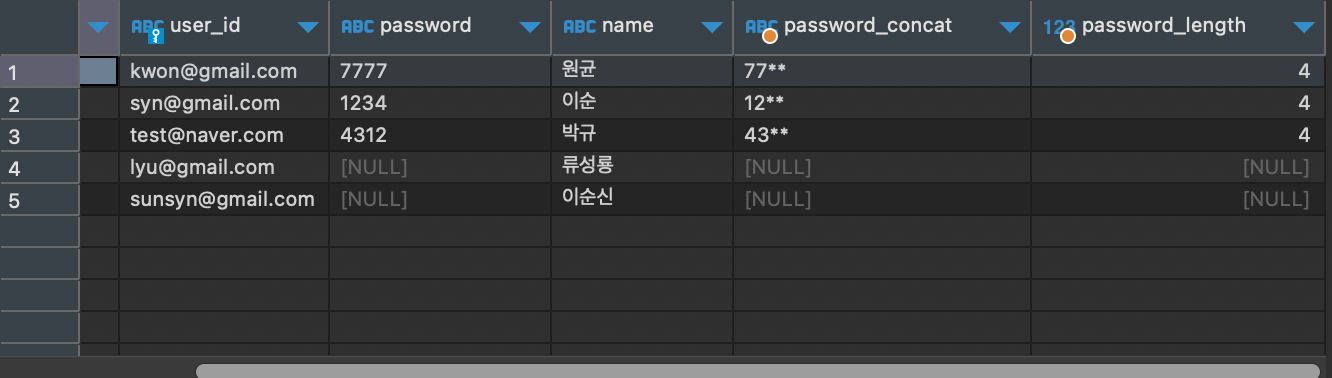 ABC user_id ABC password ABC name ABC password_concat 123 password_length
1 kwon@gmail.com 7777 원균 77** 4
2 syn@gmail.com 1234 이순 12** 4
3 test@naver.com 4312 박규 43** 4
4 lyu@gmail.com [NULL] 류성룡 [NULL] [NULL]
5 sunsyn@gmail.com [NULL] 이순신 [NULL] [NULL]